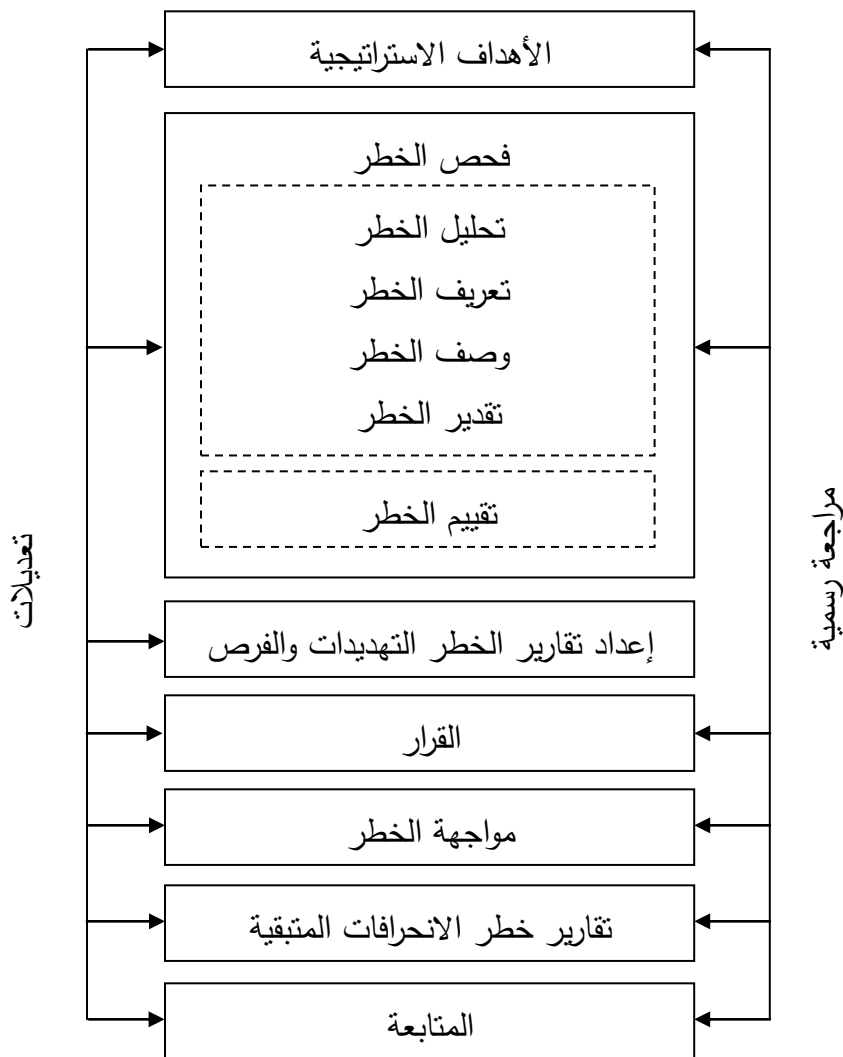 الأهداف الاستراتيجية
فحص الخطر
تحليل الخطر
تعريف الخطر
وصف الخطر
تقدير الخطر
تقييم الخطر
إعداد تقارير الخطر التهديدات والفرص
القرار
مواجهة الخطر
تقارير خطر الانحرافات المتبقية
المتابعة
مراجعة رسمية
تعديلات